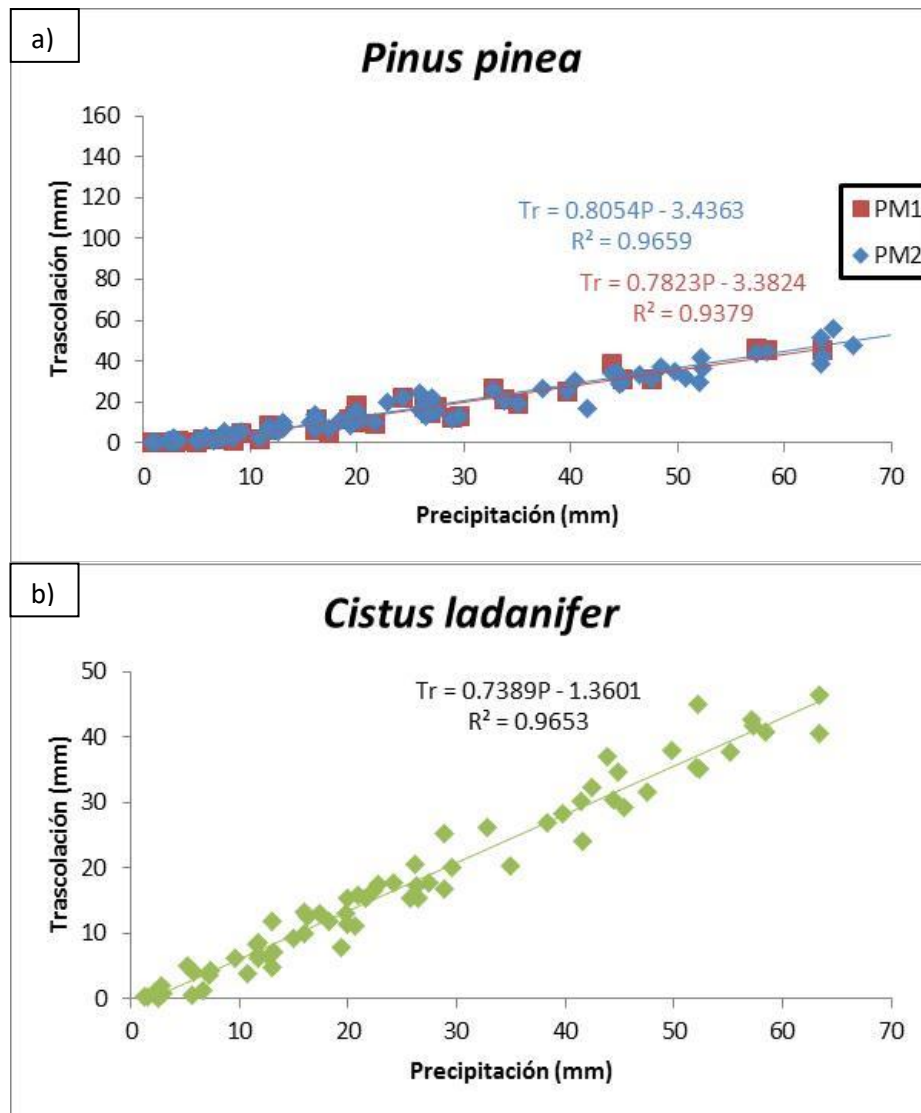 a)
Pinus pinea
Trascolación (mm)
160
140
120
100
80
60
40
20
0
Tr = 0.8054P - 3.4363
R² = 0.9659
Tr = 0.7823P - 3.3824
R² = 0.9379
PM1
PM2
0 10 20 30 40 50 60 70
Precipitación (mm)
b)
Cistus ladanifer
Trascolación (mm)
50
40
30
20
10
0
Tr = 0.7389P - 1.3601
R² = 0.9653
0 10 20 30 40 50 60 70
Precipitación (mm)